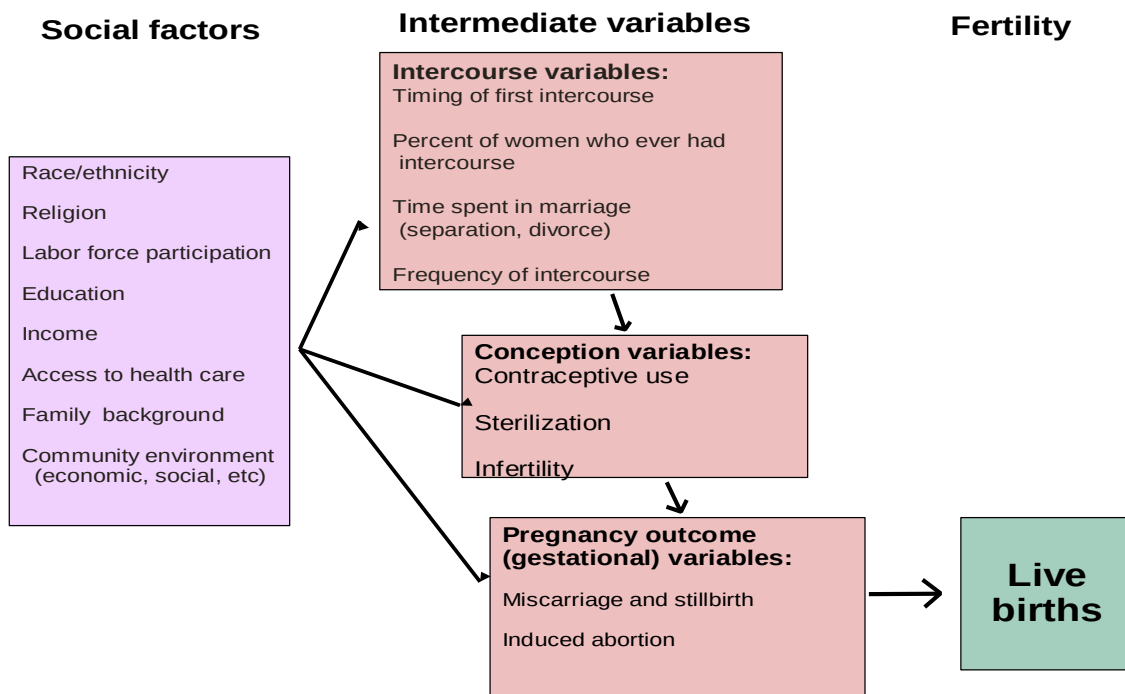 Social factors
Intermediate variables
Fertility
Race/ethnicity
Religion
Labor force participation
Education
Income
Access to health care
Family background
Community environment
(economic, social, etc)
Intercourse variables:
Timing of first intercourse
Percent of women who ever had
intercourse
Time spent in marriage
(separation, divorce)
Frequency of intercourse
Conception variables:
Contraceptive use
Sterilization
Infertility
Pregnancy outcome
(gestational) variables:
Miscarriage and stillbirth
Induced abortion
Live
births